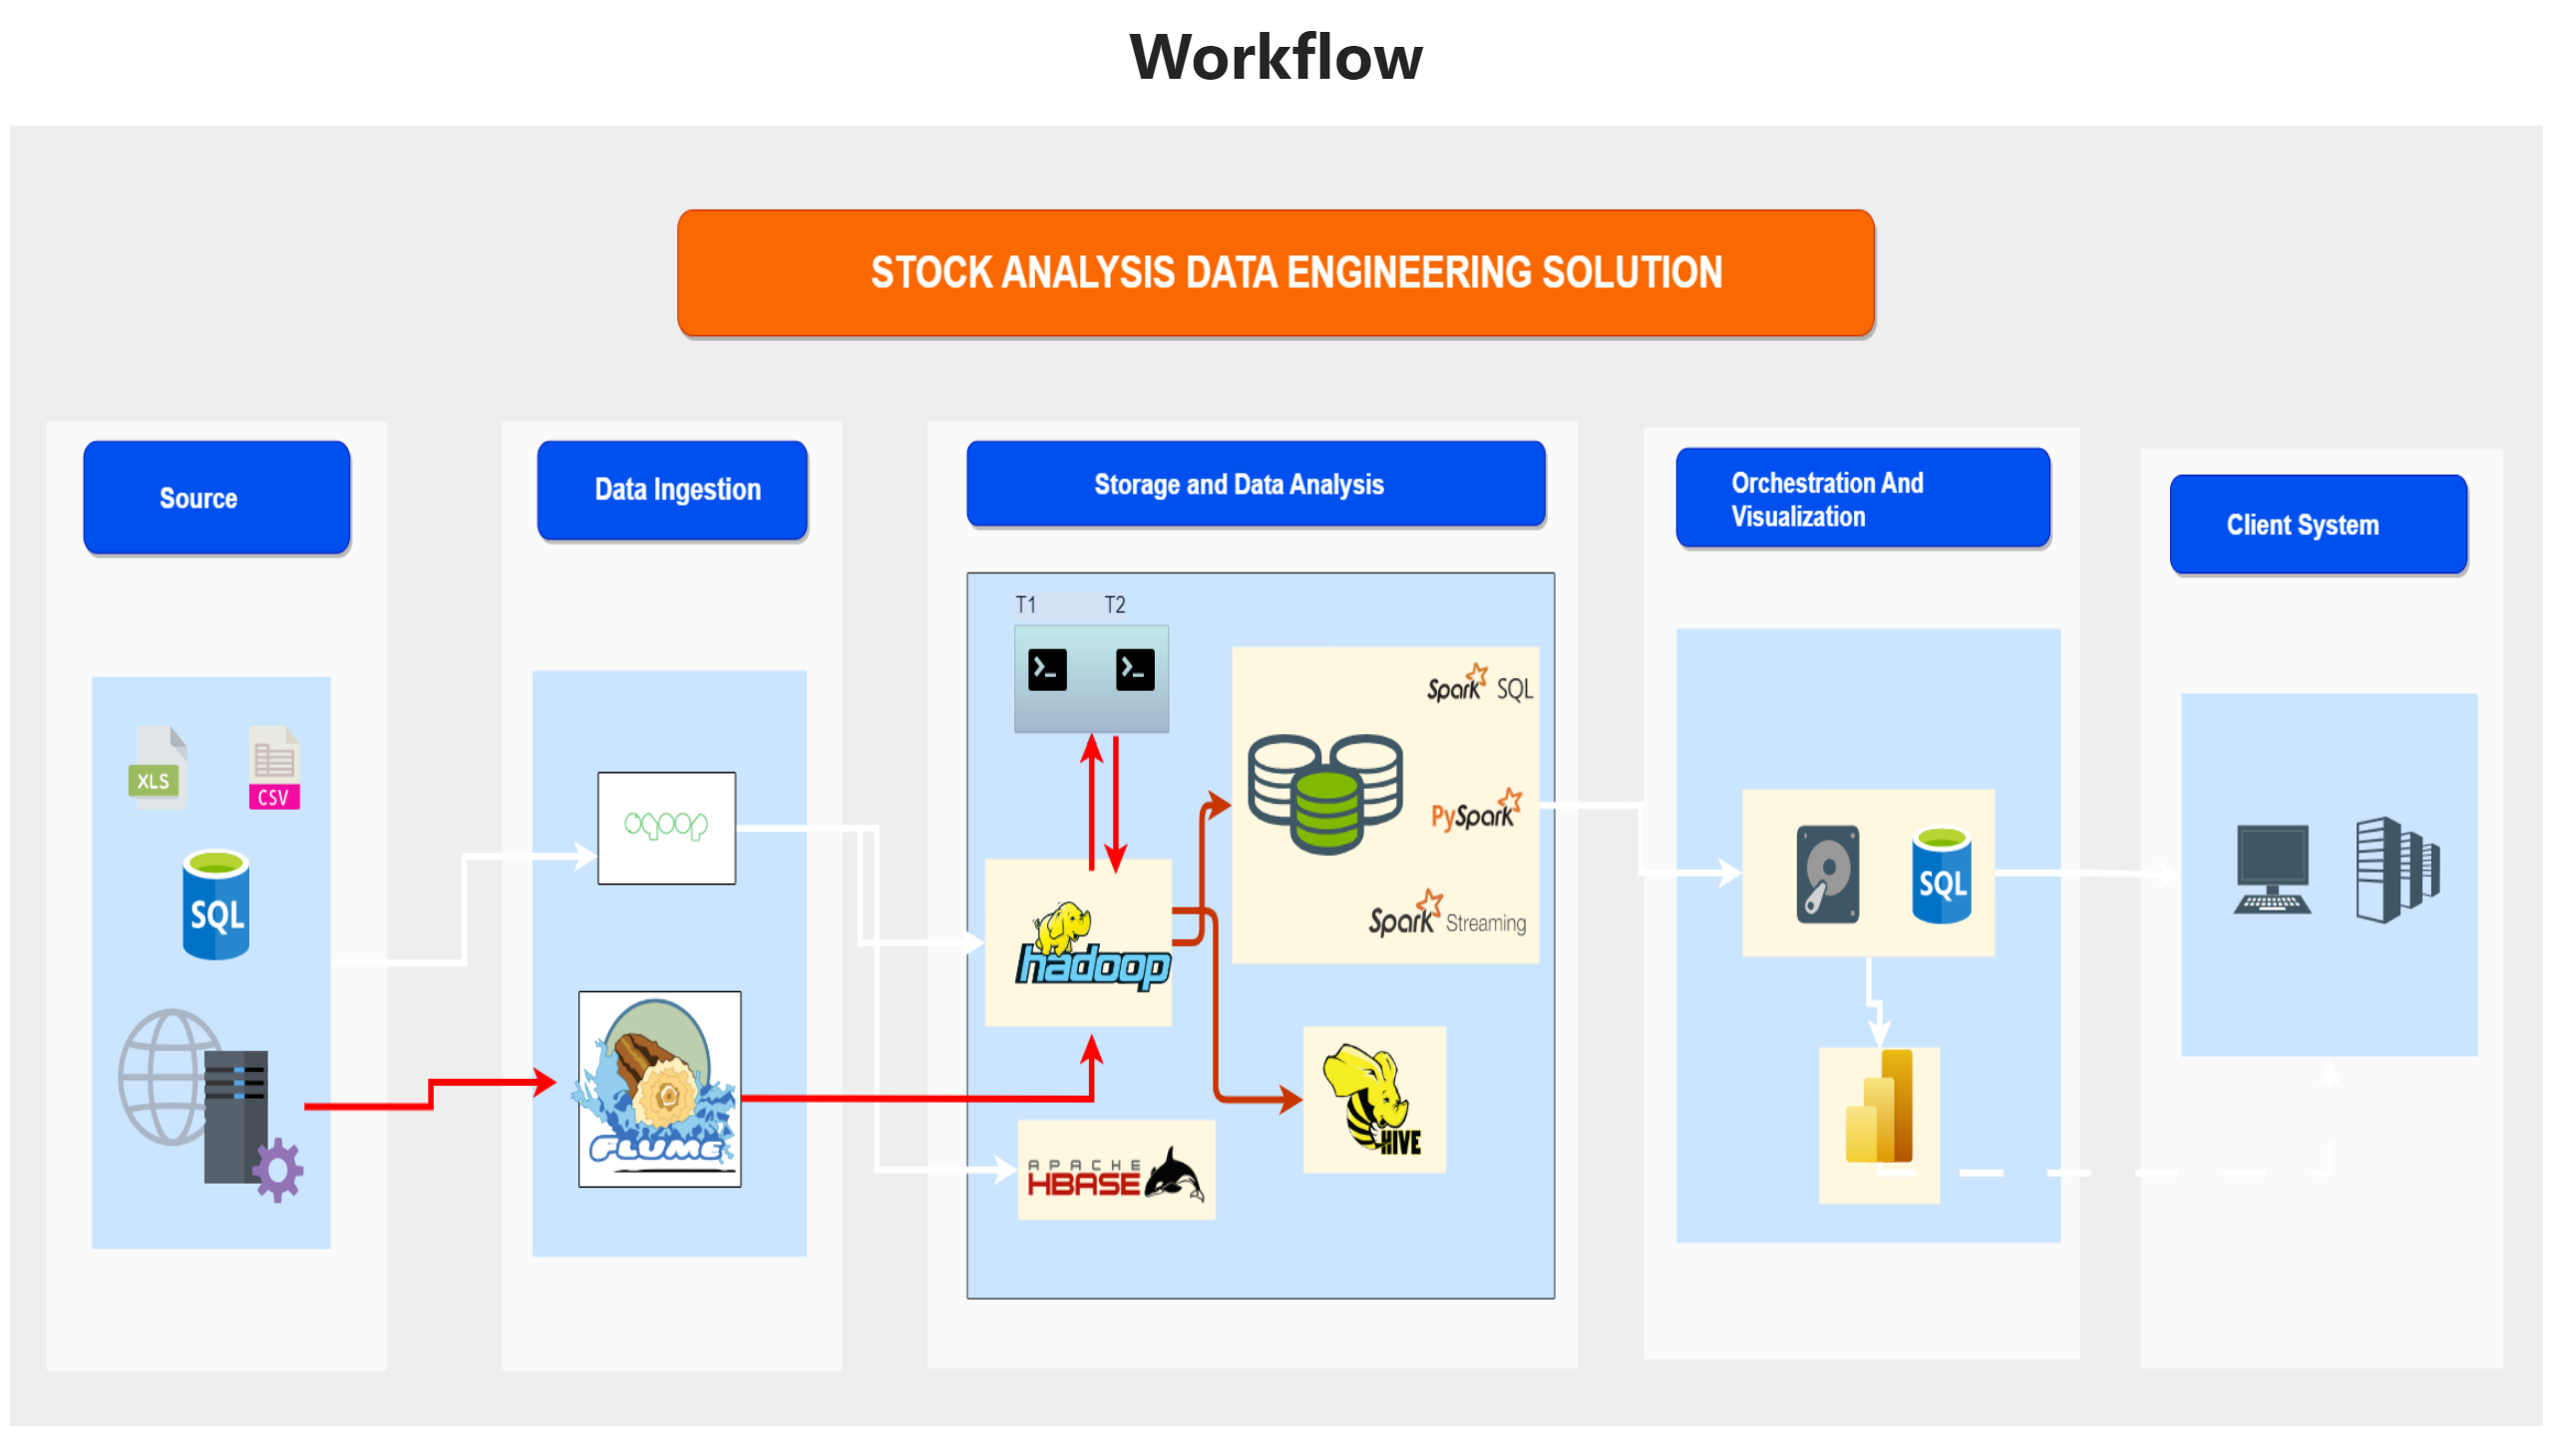 Workflow
STOCK ANALYSIS DATA ENGINEERING SOLUTION
Source
Data Ingestion
Storage and Data Analysis
Orchestration And
Visualization
Client System
XLS
CSV
SQL
sqoop
FLUME
T1
T2
hadoop
APACHE
HBASE
Spark SQL
PySpark
Spark Streaming
HIVE
SQL